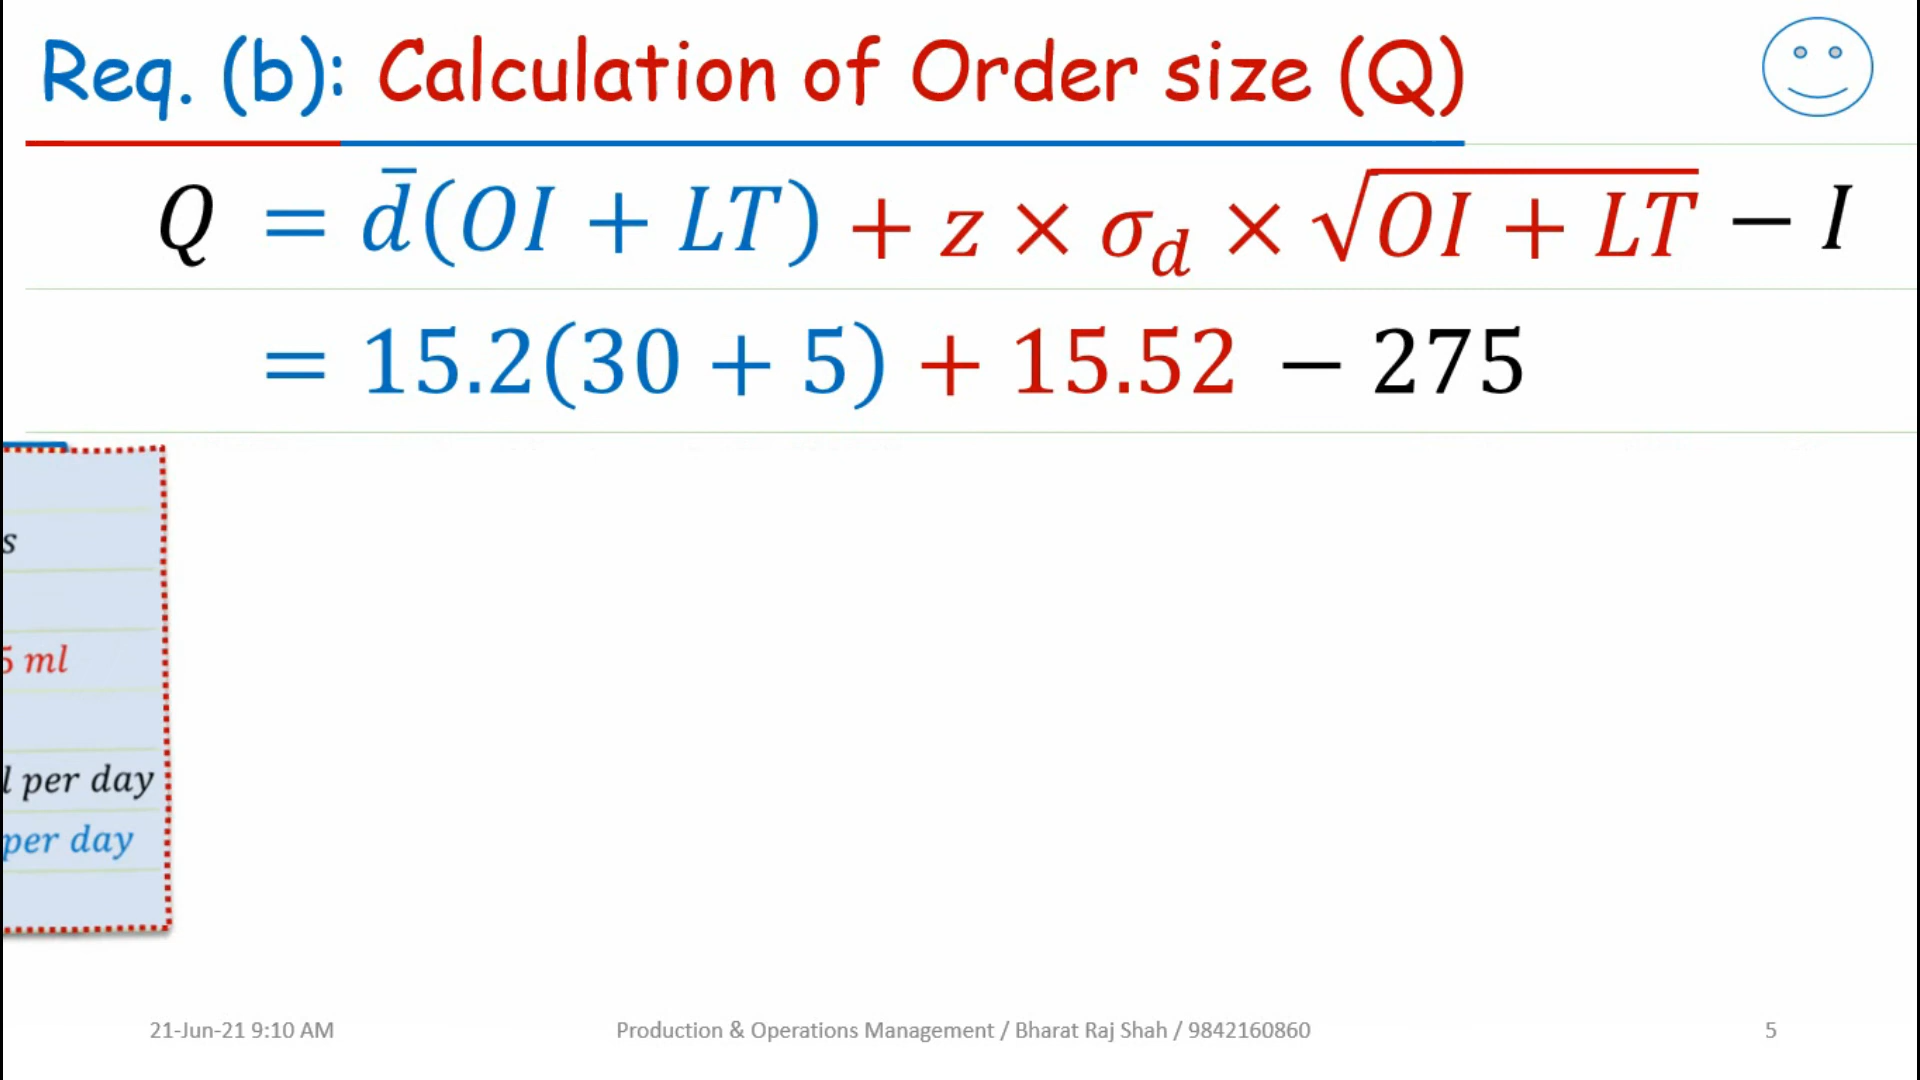 Req. (b): Calculation of Order size (Q)
Q = d̄(OI + LT) + z × σ_d × √OI + LT − I
= 15.2(30 + 5) + 15.52 − 275
s
5 ml
l per day
per day
21-Jun-21 9:10 AM Production & Operations Management / Bharat Raj Shah / 9842160860 5